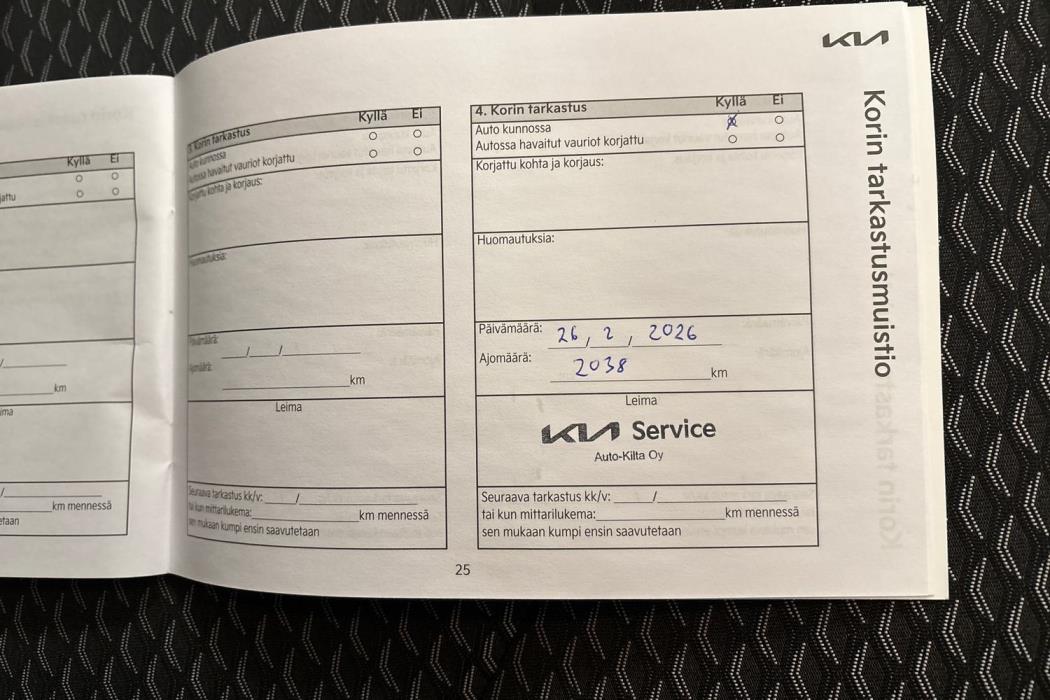 KIA
Korin tarkastusmuistio
Kyllä Ei
jattu
km
ima
/
km mennessä
etaan
3. Korin tarkastus Kyllä Ei
Auto kunnossa
Autossa havaitut vauriot korjattu
Korjattu kohta ja korjaus:
Huomautuksia:
Päivämäärä: / /
Ajomäärä: km
Leima
Seuraava tarkastus kk/v: /
tai kun mittarilukema: km mennessä
sen mukaan kumpi ensin saavutetaan
4. Korin tarkastus Kyllä Ei
Auto kunnossa x
Autossa havaitut vauriot korjattu
Korjattu kohta ja korjaus:
Huomautuksia:
Päivämäärä: 26, 2, 2026
Ajomäärä: 2038 km
Leima
KIA Service
Auto-Kilta Oy
Seuraava tarkastus kk/v: /
tai kun mittarilukema: km mennessä
sen mukaan kumpi ensin saavutetaan
25